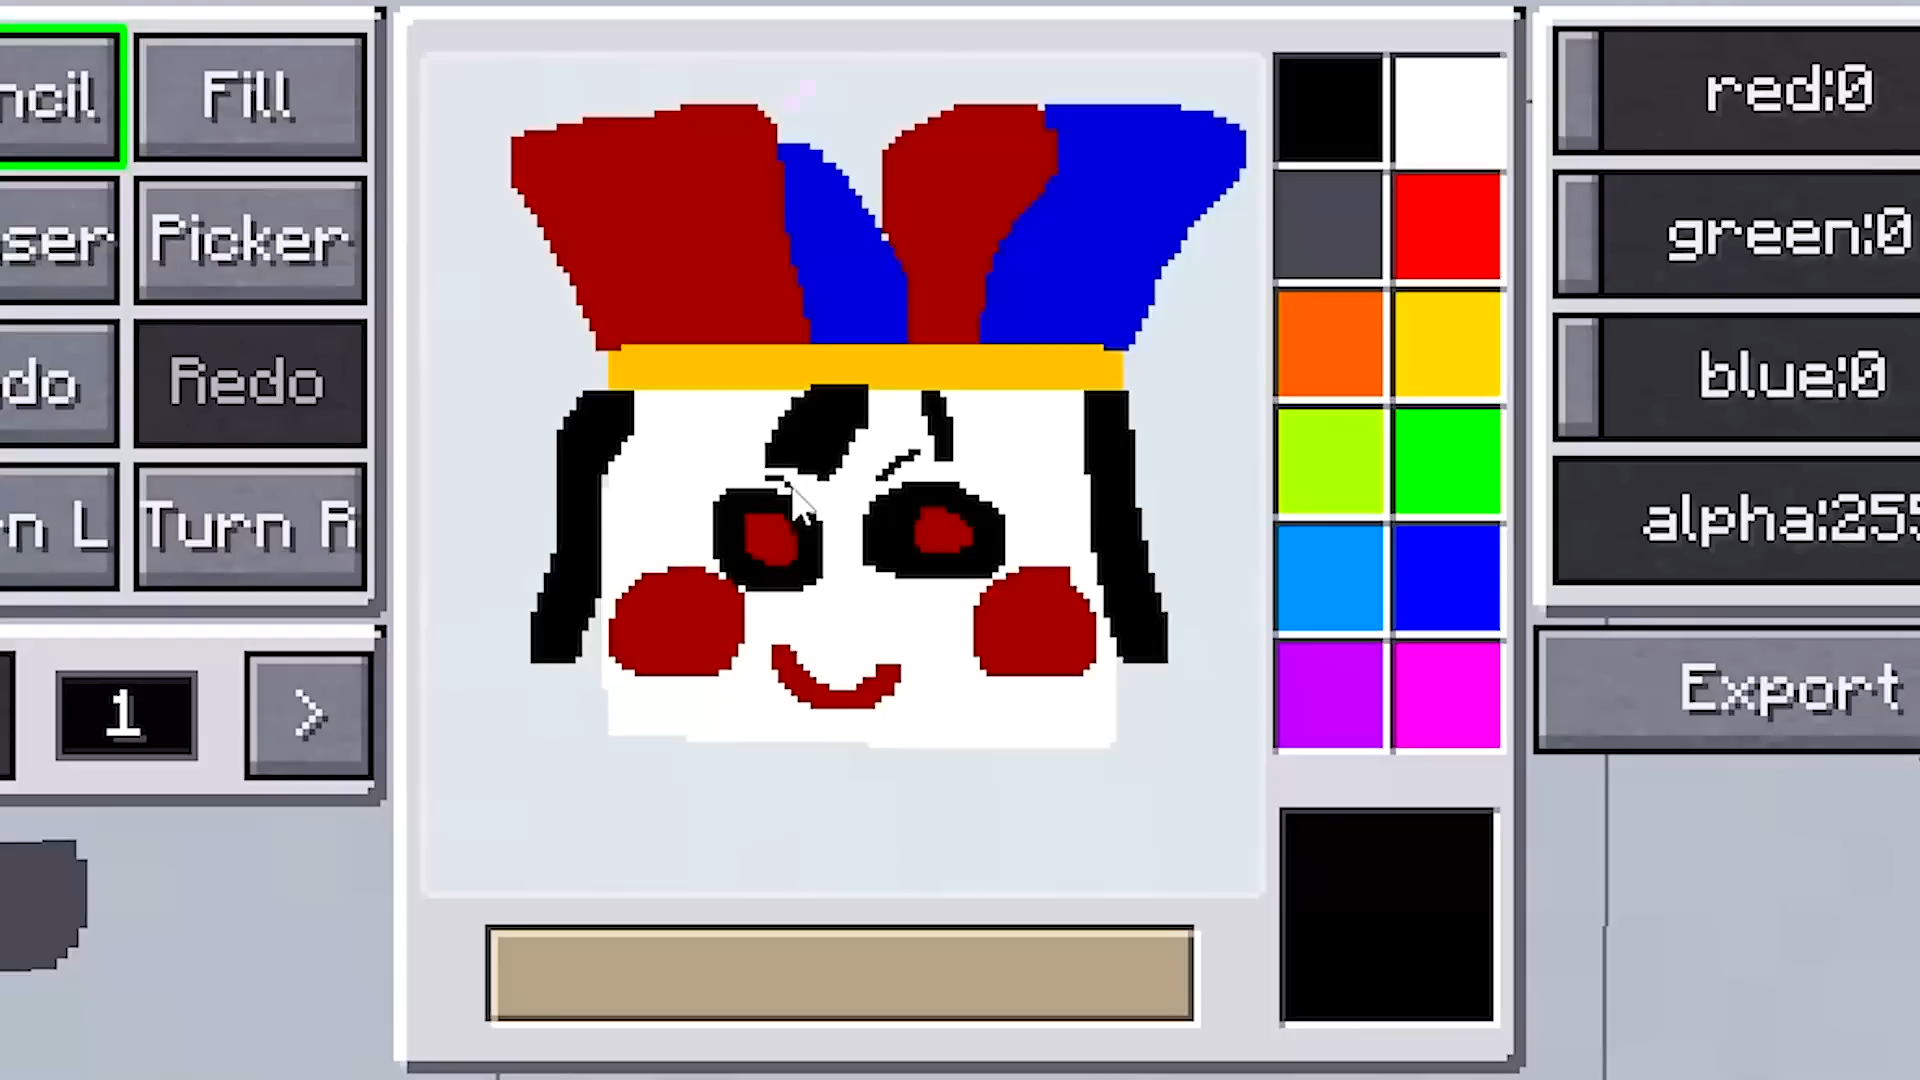 ncil Fill
ser Picker
do Redo
n L Turn R
1 >
red:0
green:0
blue:0
alpha:255
Export